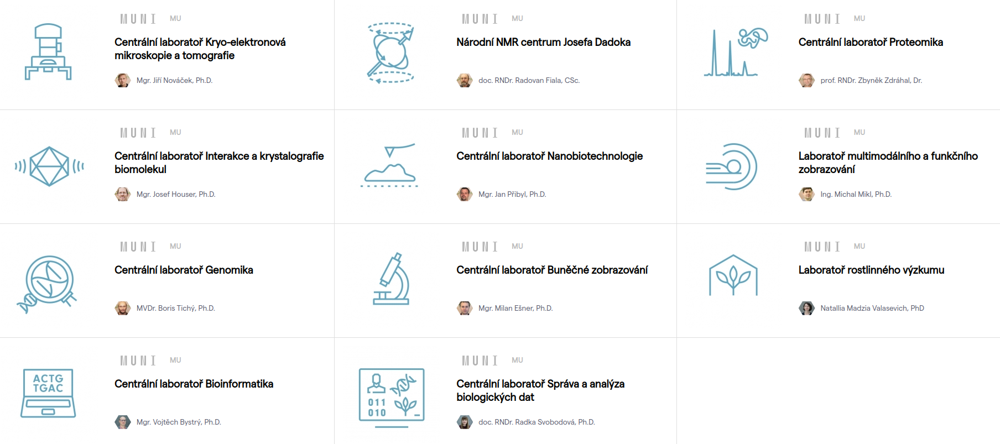 MUNI MU
Centrální laboratoř Kryo-elektronová
mikroskopie a tomografie
Mgr. Jiří Nováček, Ph.D.
MUNI MU
Národní NMR centrum Josefa Dadoka
doc. RNDr. Radovan Fiala, CSc.
MUNI MU
Centrální laboratoř Proteomika
prof. RNDr. Zbyněk Zdráhal, Dr.
MUNI MU
Centrální laboratoř Interakce a krystalografie
biomolekul
Mgr. Josef Houser, Ph.D.
MUNI MU
Centrální laboratoř Nanobiotechnologie
Mgr. Jan Přibyl, Ph.D.
MUNI MU
Laboratoř multimodálního a funkčního
zobrazování
Ing. Michal Mikl, Ph.D.
MUNI MU
Centrální laboratoř Genomika
MVDr. Boris Tichý, Ph.D.
MUNI MU
Centrální laboratoř Buněčné zobrazování
Mgr. Milan Ešner, Ph.D.
MUNI MU
Laboratoř rostlinného výzkumu
Natallia Madzia Valasevich, PhD
ACTG
TGAC
MUNI MU
Centrální laboratoř Bioinformatika
Mgr. Vojtěch Bystrý, Ph.D.
011
010
MUNI MU
Centrální laboratoř Správa a analýza
biologických dat
doc. RNDr. Radka Svobodová, Ph.D.